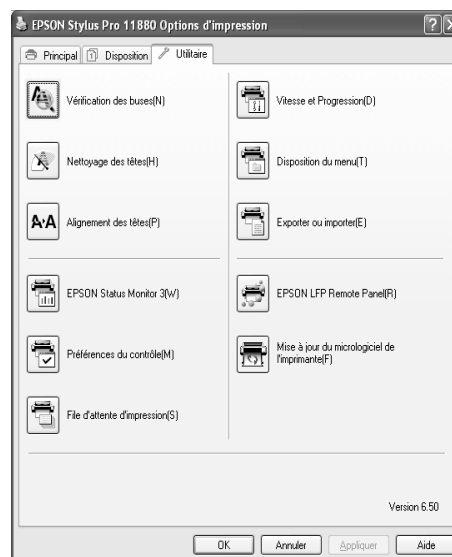 EPSON Stylus Pro 11880 Options d'impression
Principal Disposition Utilitaire
Vérification des buses(N)
Vitesse et Progression(D)
Nettoyage des têtes(H)
Disposition du menu(T)
Alignement des têtes(P)
Exporter ou importer(E)
EPSON Status Monitor 3(W)
EPSON LFP Remote Panel(R)
Préférences du contrôle(M)
Mise à jour du micrologiciel de
l'imprimante(F)
File d'attente d'impression(S)
Version 6.50
OK Annuler Appliquer Aide